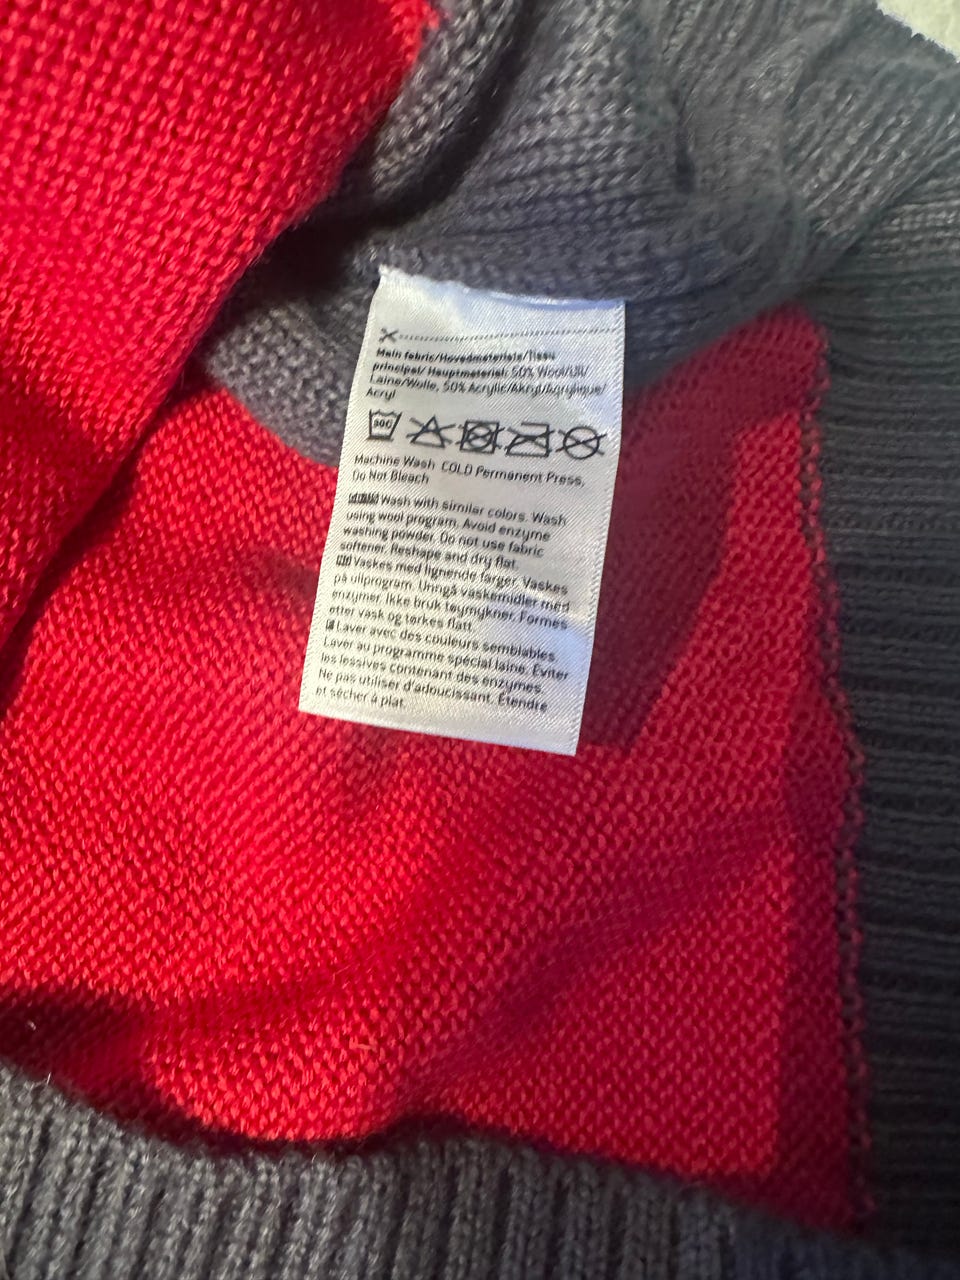 Main fabric/Hovedmateriale/Tissu
principal/ Hauptmaterial: 50% Wool/Ull/
Laine/Wolle, 50% Acrylic/Akryl/Acrylique/
Acryl
30C
Machine Wash COLD Permanent Press,
Do Not Bleach
Wash with similar colors. Wash
using wool program. Avoid enzyme
washing powder. Do not use fabric
softener. Reshape and dry flat.
Vaskes med lignende farger. Vaskes
på ullprogram. Unngå vaskemidler med
enzymer. Ikke bruk tøymykner. Formes
etter vask og tørkes flatt.
Laver avec des couleurs semblables.
Laver au programme spécial laine. Éviter
les lessives contenant des enzymes.
Ne pas utiliser d'adoucissant. Étendre
et sécher à plat.